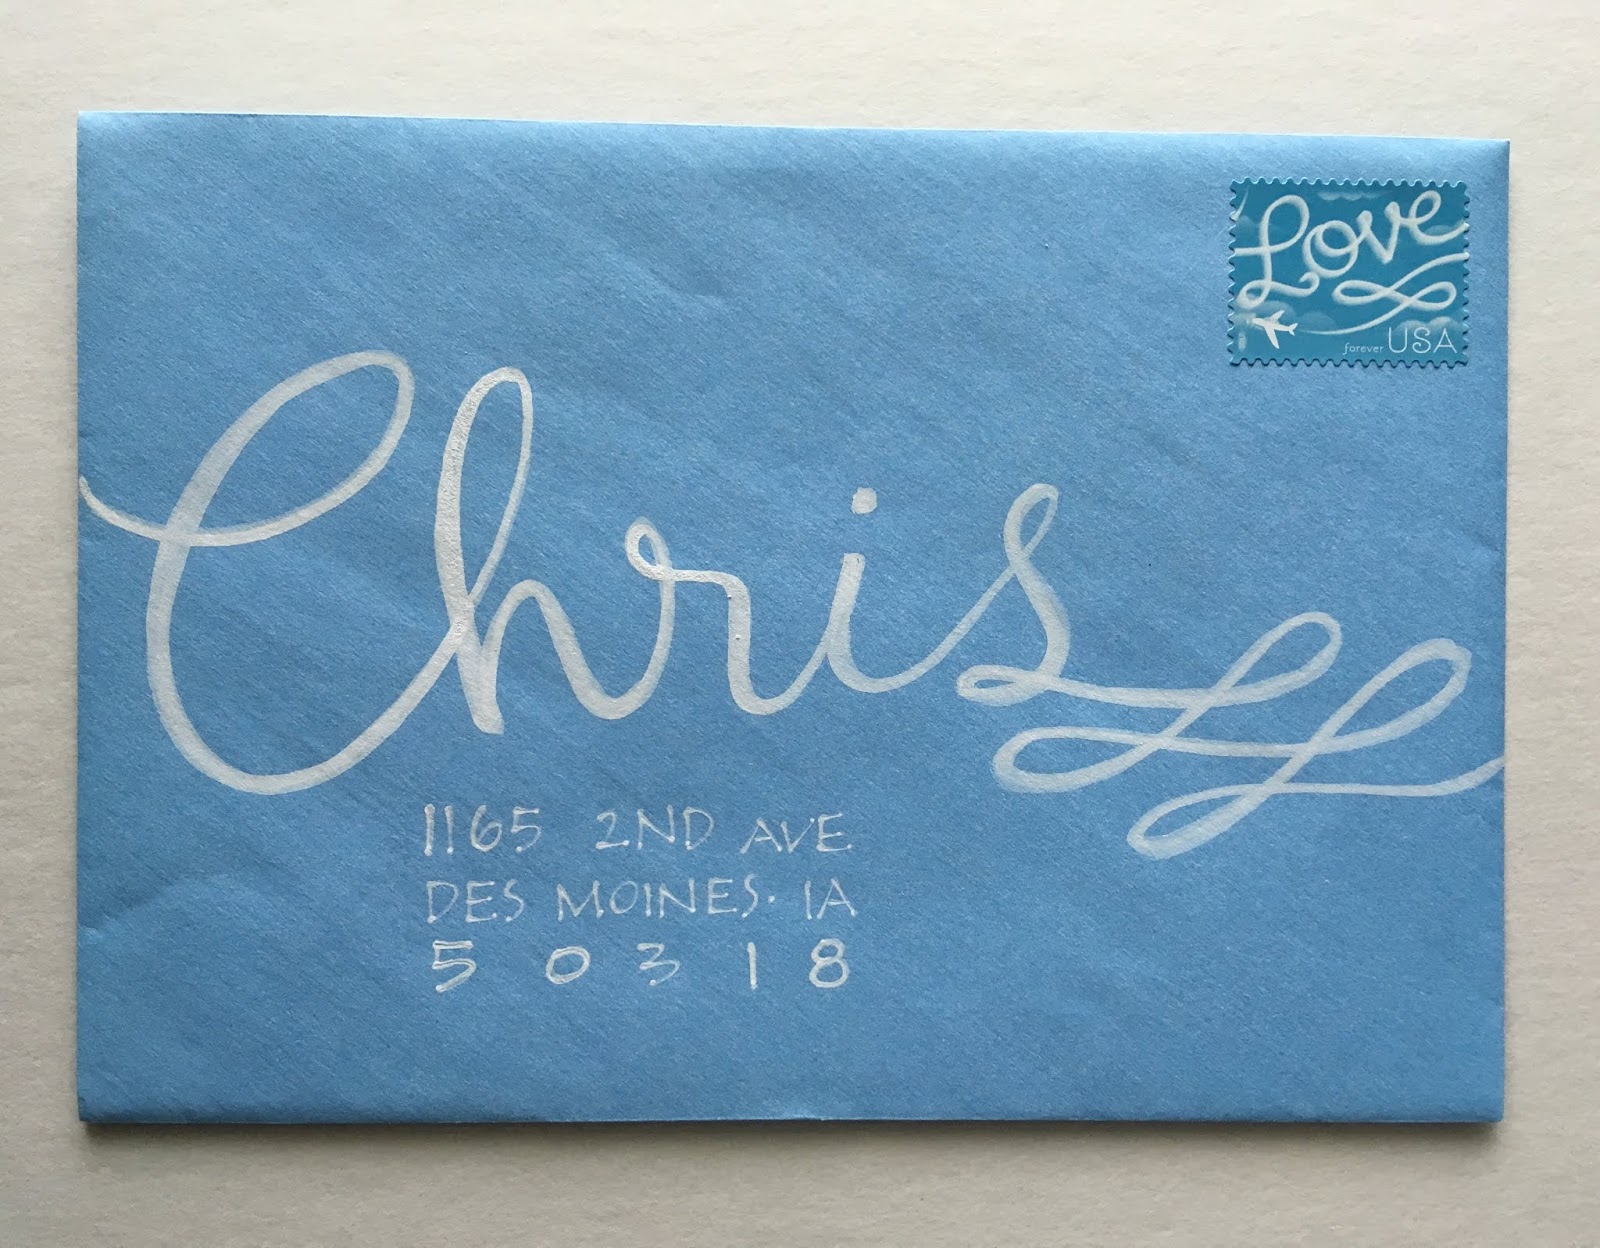 Love
forever USA
Chris
1165 2ND AVE
DES MOINES. IA
50318